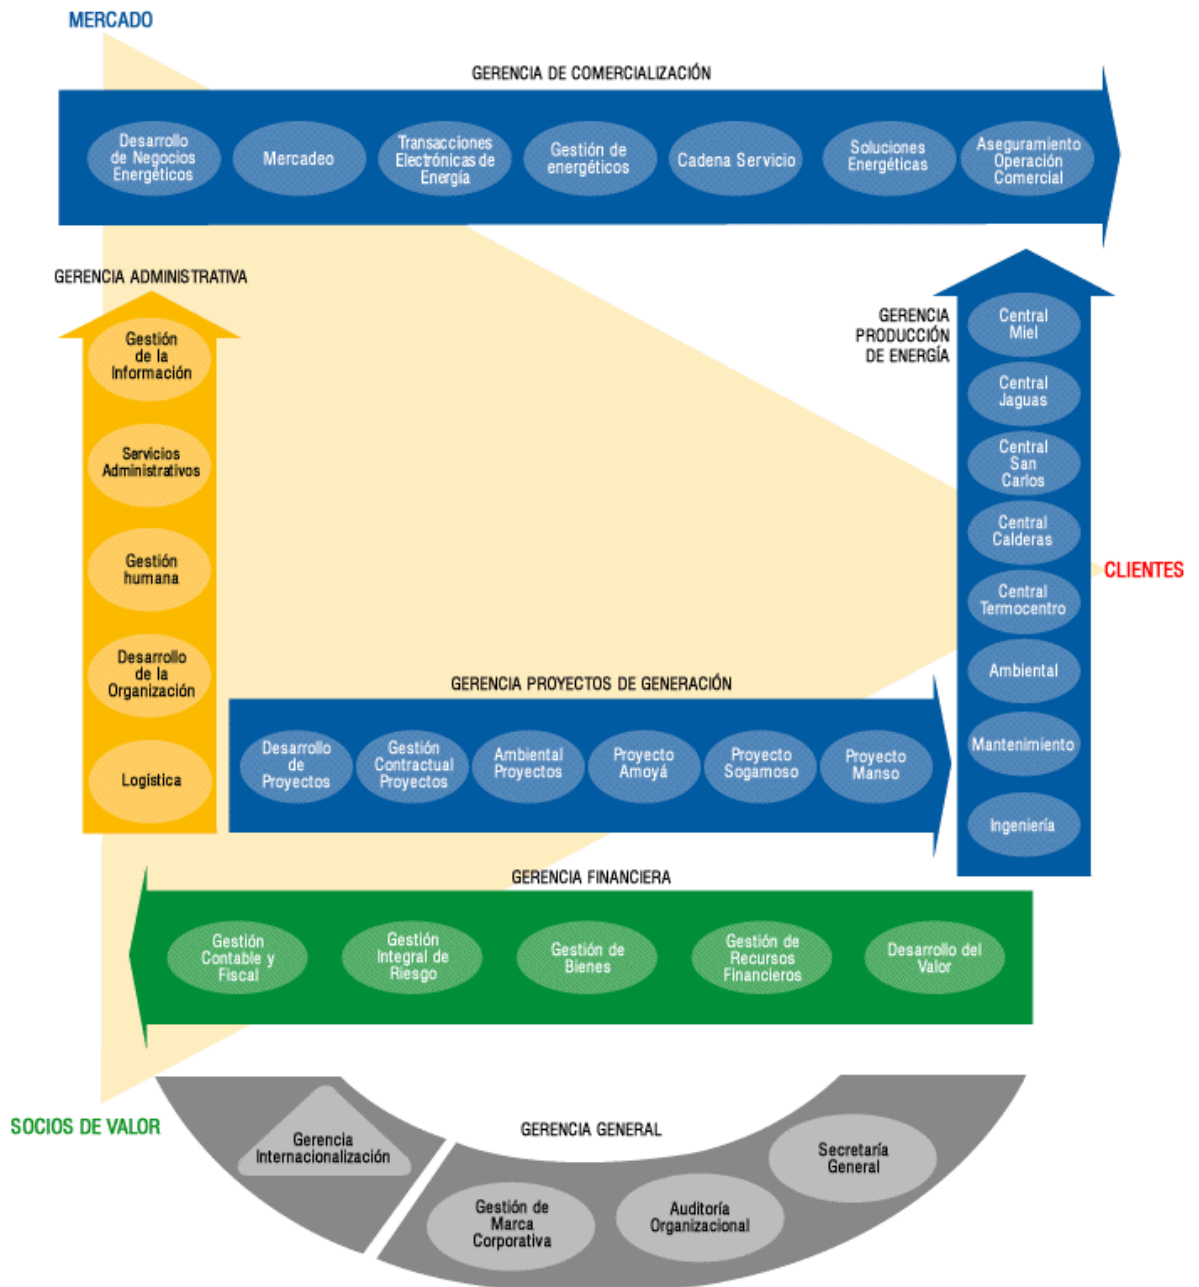 MERCADO
GERENCIA DE COMERCIALIZACIÓN
Desarrollo
de Negocios
Energéticos
Mercadeo
Transacciones
Electrónicas de
Energía
Gestión de
energéticos
Cadena Servicio
Soluciones
Energéticas
Aseguramiento
Operación
Comercial
GERENCIA ADMINISTRATIVA
Gestión
de la
Información
Servicios
Administrativos
Gestión
humana
Desarrollo
de la
Organización
Logística
GERENCIA
PRODUCCIÓN
DE ENERGÍA
Central
Miel
Central
Jaguas
Central
San
Carlos
Central
Calderas
Central
Termocentro
Ambiental
Mantenimiento
Ingeniería
CLIENTES
GERENCIA PROYECTOS DE GENERACIÓN
Desarrollo
de
Proyectos
Gestión
Contractual
Proyectos
Ambiental
Proyectos
Proyecto
Amoyá
Proyecto
Sogamoso
Proyecto
Manso
GERENCIA FINANCIERA
Gestión
Contable y
Fiscal
Gestión
Integral de
Riesgo
Gestión de
Bienes
Gestión de
Recursos
Financieros
Desarrollo del
Valor
SOCIOS DE VALOR
GERENCIA GENERAL
Gerencia
Internacionalización
Gestión de
Marca
Corporativa
Auditoría
Organizacional
Secretaría
General